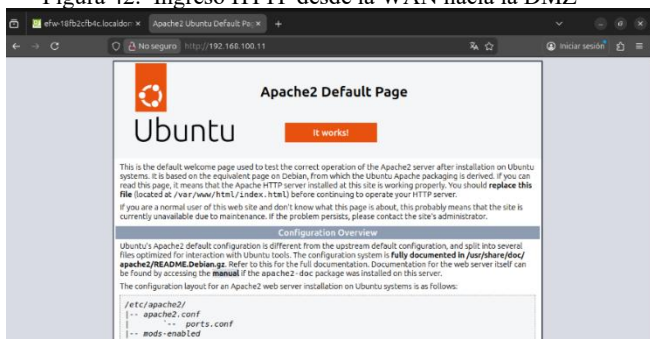 Figura 42. Ingreso HTTP desde la WAN hacia la DMZ
efw-18fb2cfb4c.localdon
Apache2 Ubuntu Default Pa
No seguro http://192.168.100.11
Iniciar sesión
Apache2 Default Page
Ubuntu
It works!
This is the default welcome page used to test the correct operation of the Apache2 server after installation on Ubuntu
systems. It is based on the equivalent page on Debian, from which the Ubuntu Apache packaging is derived. If you can
read this page, it means that the Apache HTTP server installed at this site is working properly. You should replace this
file (located at /var/www/html/index.html) before continuing to operate your HTTP server.
If you are a normal user of this web site and don't know what this page is about, this probably means that the site is
currently unavailable due to maintenance. If the problem persists, please contact the site's administrator.
Configuration Overview
Ubuntu's Apache2 default configuration is different from the upstream default configuration, and split into several
files optimized for interaction with Ubuntu tools. The configuration system is fully documented in /usr/share/doc/
apache2/README.Debian.gz. Refer to this for the full documentation. Documentation for the web server itself can
be found by accessing the manual if the apache2-doc package was installed on this server.
The configuration layout for an Apache2 web server installation on Ubuntu systems is as follows:
/etc/apache2/
|-- apache2.conf
|       `-- ports.conf
|-- mods-enabled